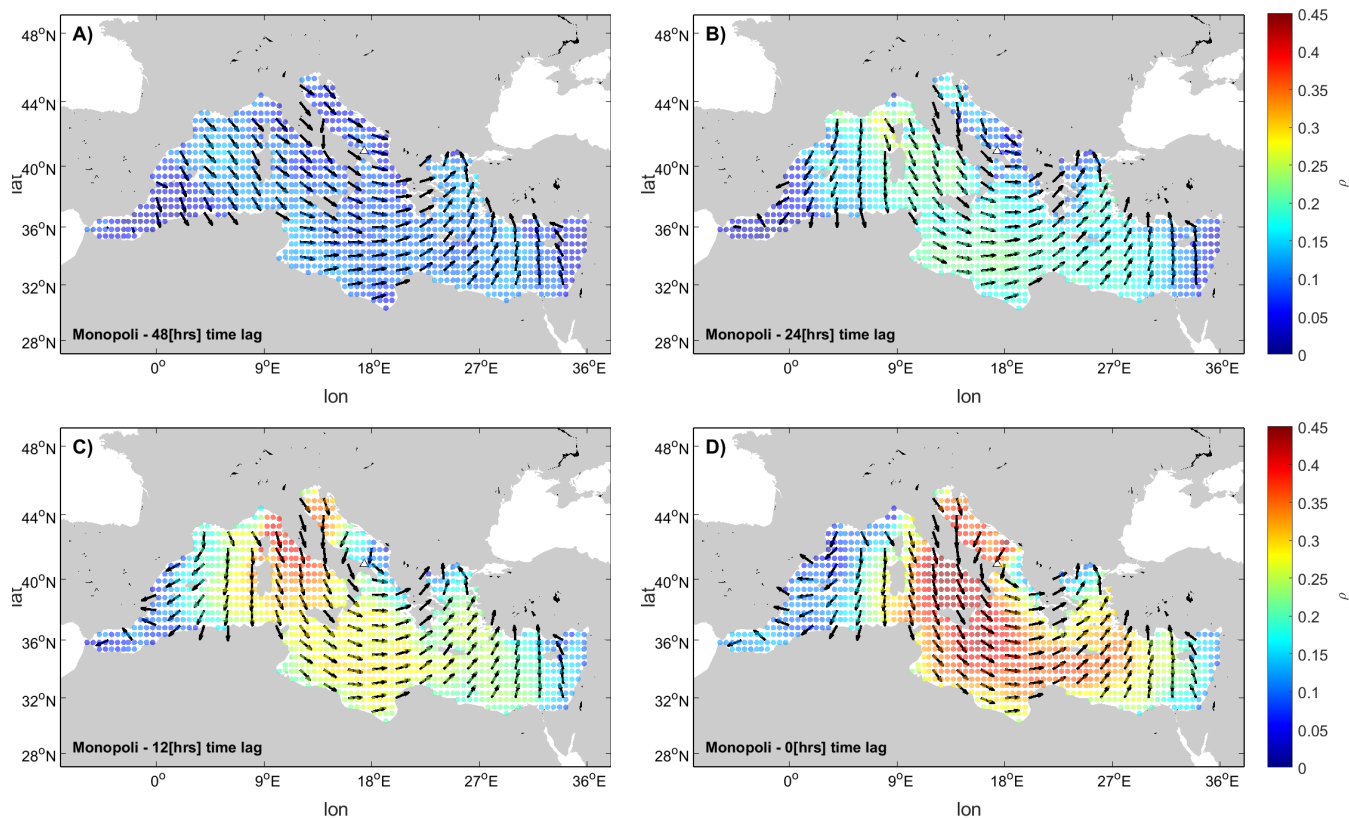 A)
48°N
44°N
40°N
36°N
32°N
28°N
lat
Monopoli - 48[hrs] time lag
0° 9°E 18°E 27°E 36°E
lon
B)
48°N
44°N
40°N
36°N
32°N
28°N
lat
Monopoli - 24[hrs] time lag
0° 9°E 18°E 27°E 36°E
lon
0.45
0.4
0.35
0.3
0.25
0.2
0.15
0.1
0.05
0
ρ
C)
48°N
44°N
40°N
36°N
32°N
28°N
lat
Monopoli - 12[hrs] time lag
0° 9°E 18°E 27°E 36°E
lon
D)
48°N
44°N
40°N
36°N
32°N
28°N
lat
Monopoli - 0[hrs] time lag
0° 9°E 18°E 27°E 36°E
lon
0.45
0.4
0.35
0.3
0.25
0.2
0.15
0.1
0.05
0
ρ